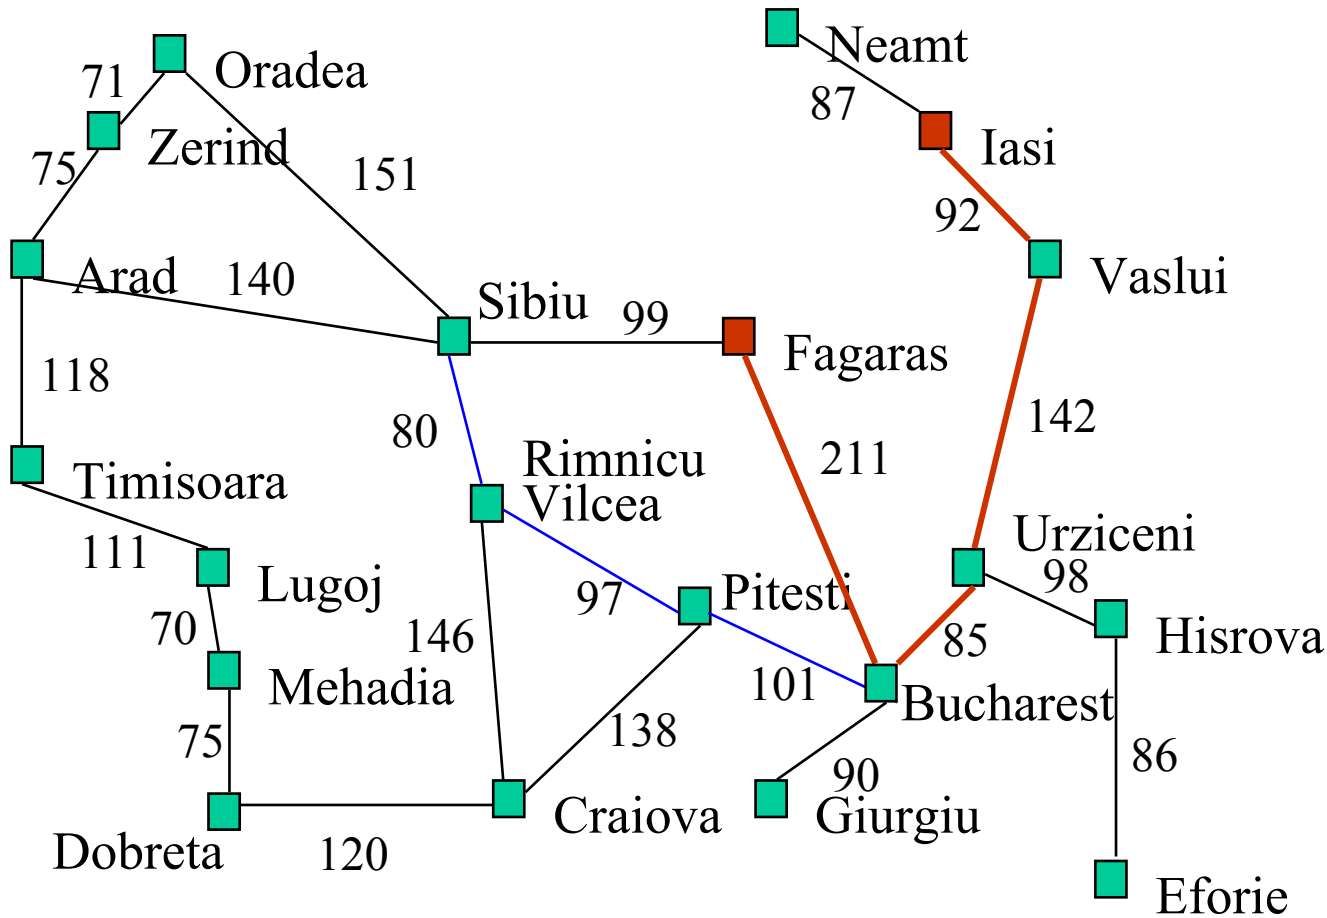 Neamt
Oradea
71
87
Zerind
Iasi
75
151
92
Arad
140
Vaslui
Sibiu
99
Fagaras
118
80
142
Rimnicu
Vilcea
211
Timisoara
Urziceni
111
98
Lugoj
97
Pitesti
70
146
85
Hisrova
Mehadia
101
Bucharest
75
138
86
90
Craiova
Giurgiu
Dobreta
120
Eforie